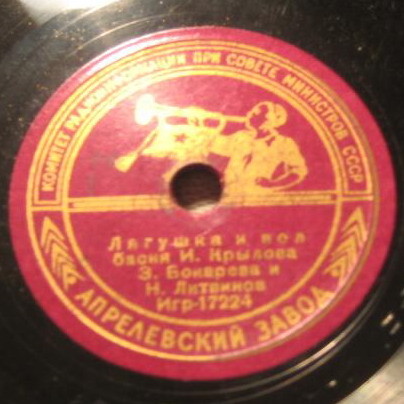 КОМИТЕТ РАДИОИНФОРМАЦИИ ПРИ СОВЕТЕ МИНИСТРОВ СССР
Лягушка и вол
басня И. Крылова
З. Бокарева и
Н. Литвинов
Игр-17224
АПРЕЛЕВСКИЙ ЗАВОД